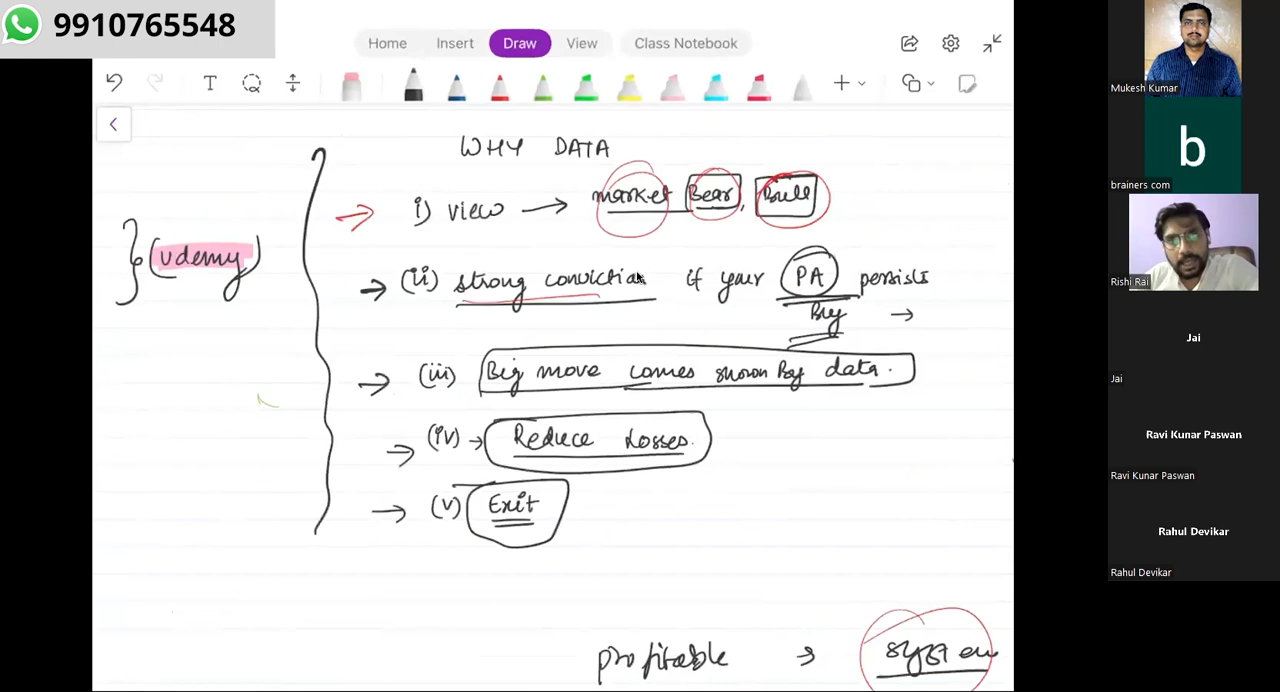 9910765548
Home Insert Draw View Class Notebook
T
WHY DATA
i) view → market Bear, Bull
(udemy)
→ (ii) strong conviction if your PA persists
Buy →
→ (iii) Big move comes shown By data.
→ (iv) → Reduce Losses.
→ (v) Exit
profitable → system
Mukesh Kumar
b
brainers com
Rishi Rai
Jai
Jai
Ravi Kunar Paswan
Ravi Kunar Paswan
Rahul Devikar
Rahul Devikar